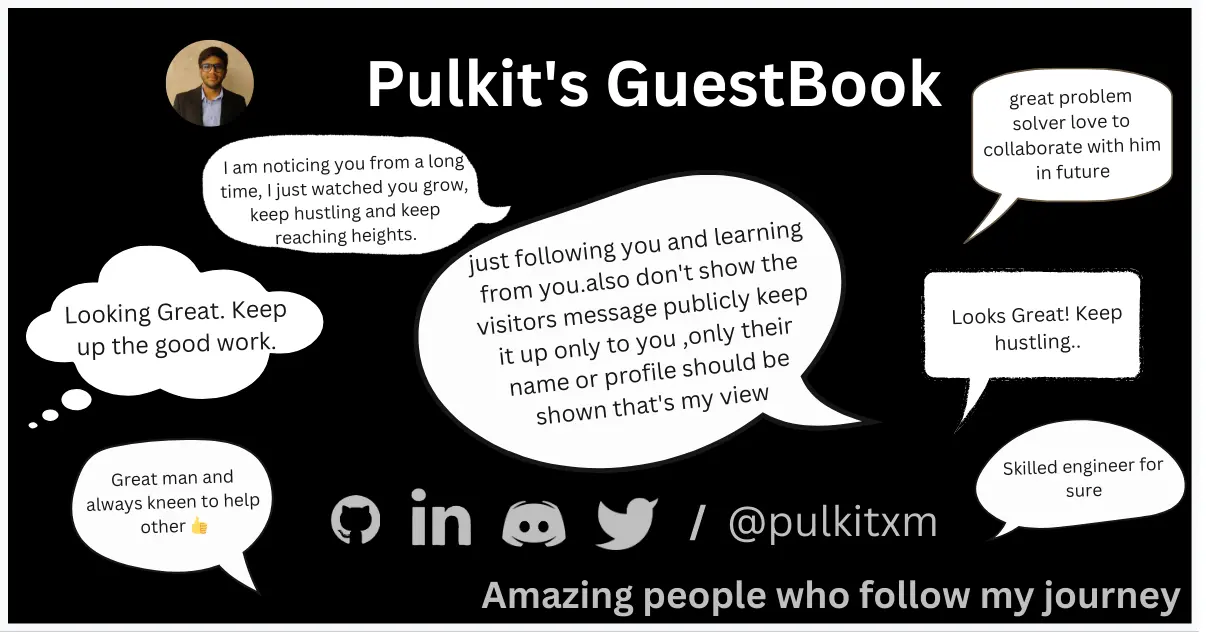 Pulkit's GuestBook
great problem
solver love to
collaborate with him
in future
I am noticing you from a long
time, I just watched you grow,
keep hustling and keep
reaching heights.
just following you and learning
from you.also don't show the
visitors message publicly keep
it up only to you ,only their
name or profile should be
shown that's my view
Looking Great. Keep
up the good work.
Looks Great! Keep
hustling..
Great man and
always kneen to help
other 👍
Skilled engineer for
sure
in / @pulkitxm
Amazing people who follow my journey